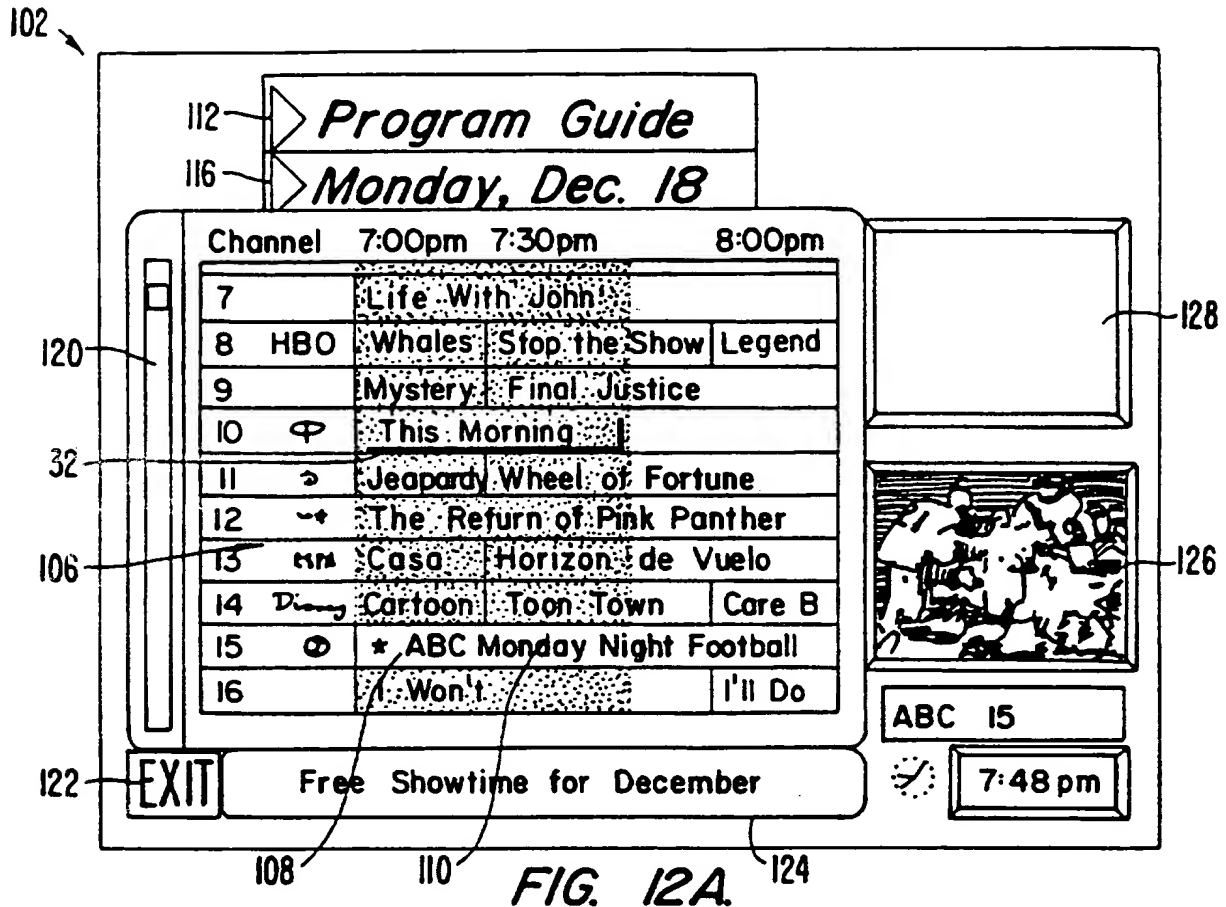 102
112 Program Guide
116 Monday, Dec. 18
Channel 7:00pm 7:30pm 8:00pm
7 Life With John
8 HBO Whales Stop the Show Legend
128
120
9 Mystery Final Justice
10 This Morning
32
11 Jeapardy Wheel of Fortune
12 The Return of Pink Panther
106
13 Casa Horizon de Vuelo
126
14 Disney Cartoon Toon Town Care B
15 * ABC Monday Night Football
16 I Won't I'll Do
ABC 15
122 EXIT Free Showtime for December
7:48 pm
108 110 124
FIG. 12A.